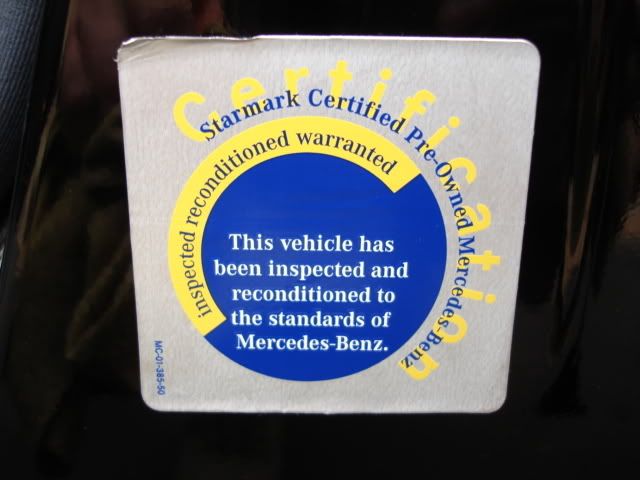 Certification
Starmark Certified Pre-Owned Mercedes-Benz
inspected reconditioned warranted
This vehicle has
been inspected and
reconditioned to
the standards of
Mercedes-Benz.
MC-01-385-50